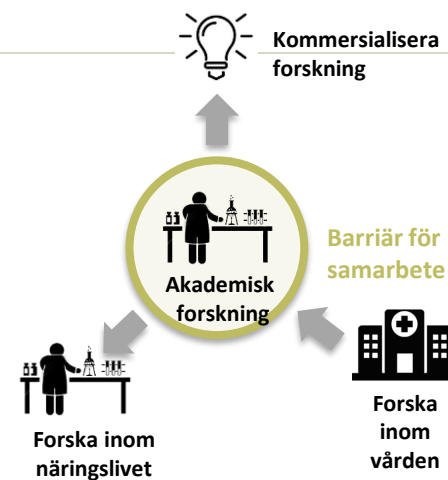 Kommersialisera
forskning
Barriär för
samarbete
Akademisk
forskning
Forska inom
näringslivet
Forska
inom
vården